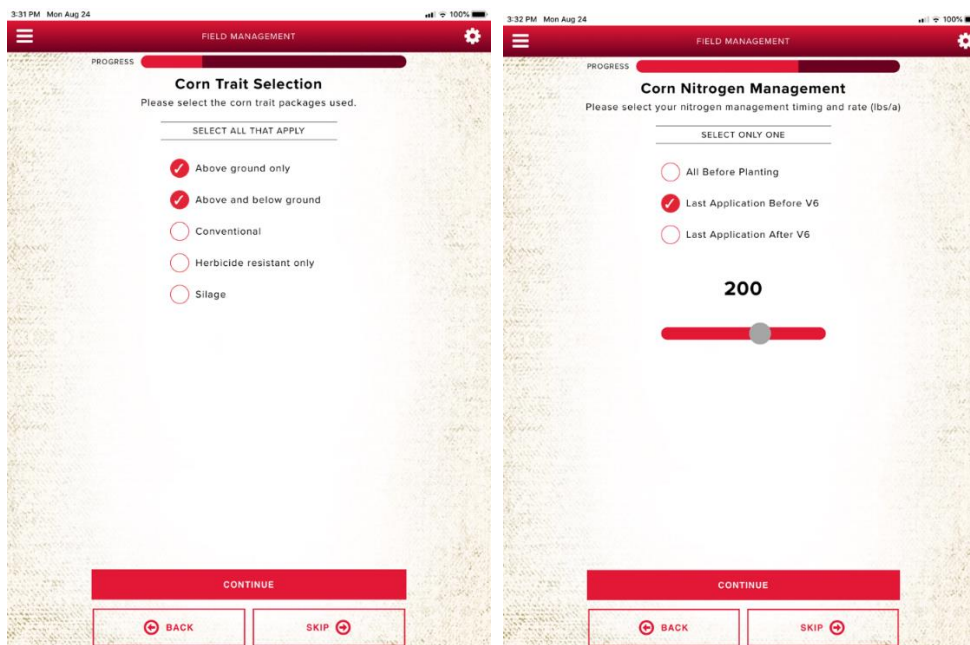 3:31 PM Mon Aug 24
100%
FIELD MANAGEMENT
PROGRESS
Corn Trait Selection
Please select the corn trait packages used.
SELECT ALL THAT APPLY
Above ground only
Above and below ground
Conventional
Herbicide resistant only
Silage
CONTINUE
BACK
SKIP
3:32 PM Mon Aug 24
100%
FIELD MANAGEMENT
PROGRESS
Corn Nitrogen Management
Please select your nitrogen management timing and rate (lbs/a)
SELECT ONLY ONE
All Before Planting
Last Application Before V6
Last Application After V6
200
CONTINUE
BACK
SKIP